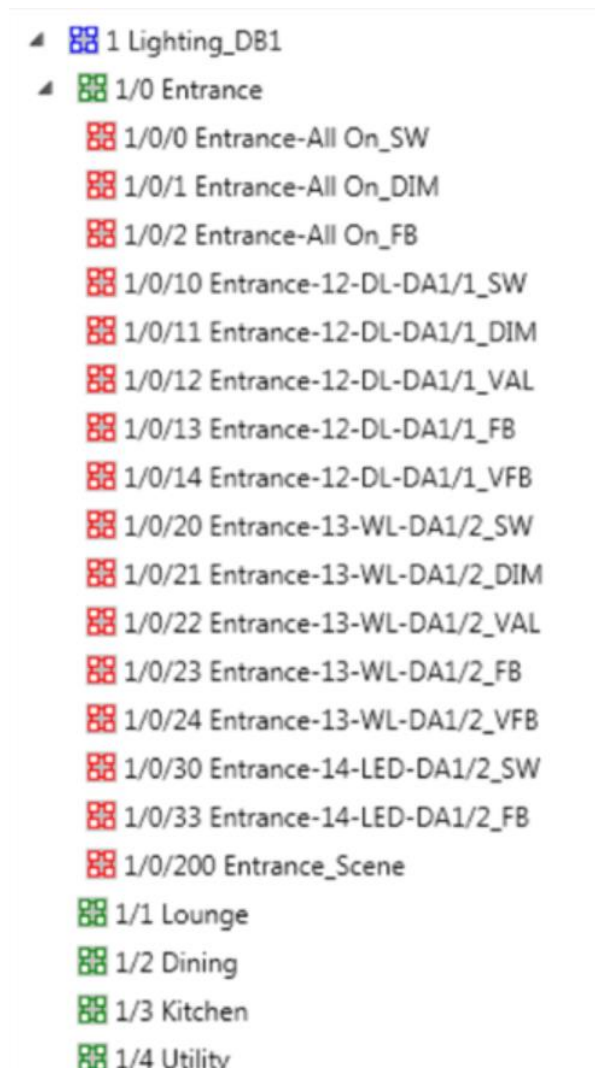 1 Lighting_DB1
1/0 Entrance
1/0/0 Entrance-All On_SW
1/0/1 Entrance-All On_DIM
1/0/2 Entrance-All On_FB
1/0/10 Entrance-12-DL-DA1/1_SW
1/0/11 Entrance-12-DL-DA1/1_DIM
1/0/12 Entrance-12-DL-DA1/1_VAL
1/0/13 Entrance-12-DL-DA1/1_FB
1/0/14 Entrance-12-DL-DA1/1_VFB
1/0/20 Entrance-13-WL-DA1/2_SW
1/0/21 Entrance-13-WL-DA1/2_DIM
1/0/22 Entrance-13-WL-DA1/2_VAL
1/0/23 Entrance-13-WL-DA1/2_FB
1/0/24 Entrance-13-WL-DA1/2_VFB
1/0/30 Entrance-14-LED-DA1/2_SW
1/0/33 Entrance-14-LED-DA1/2_FB
1/0/200 Entrance_Scene
1/1 Lounge
1/2 Dining
1/3 Kitchen
1/4 Utility